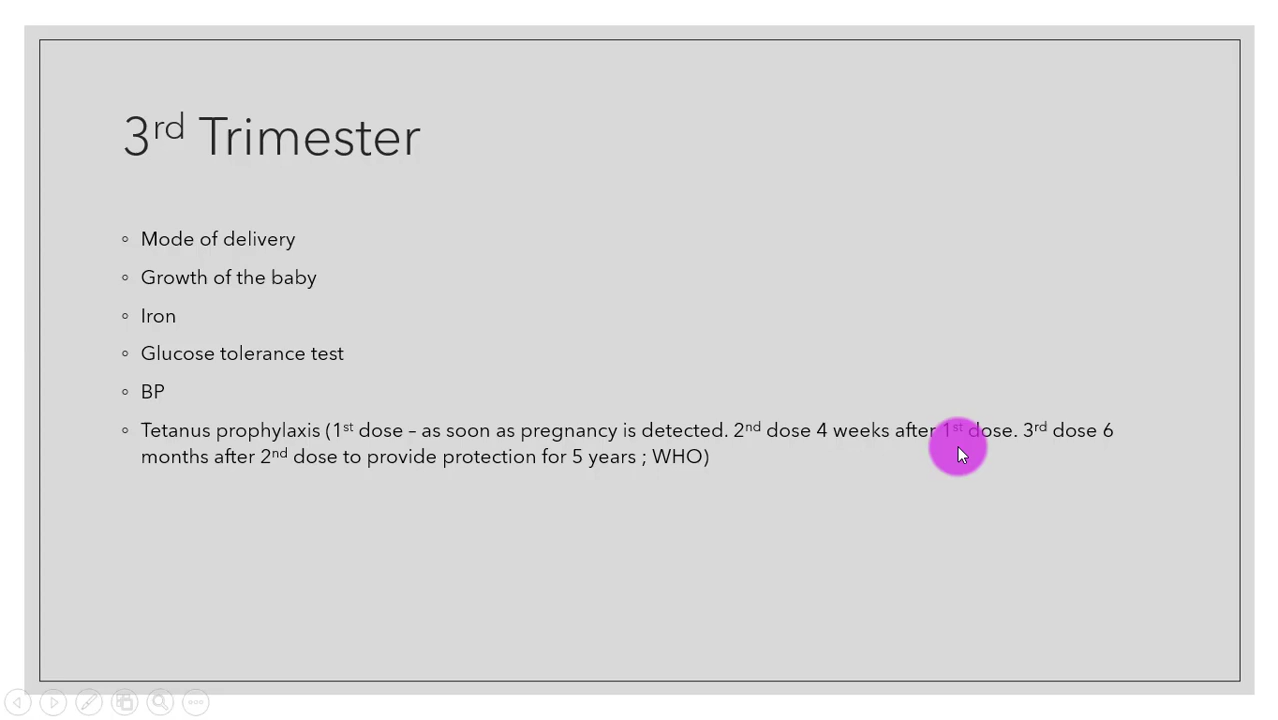 3rd Trimester
Mode of delivery
Growth of the baby
Iron
Glucose tolerance test
BP
Tetanus prophylaxis (1st dose – as soon as pregnancy is detected. 2nd dose 4 weeks after 1st dose. 3rd dose 6
months after 2nd dose to provide protection for 5 years ; WHO)